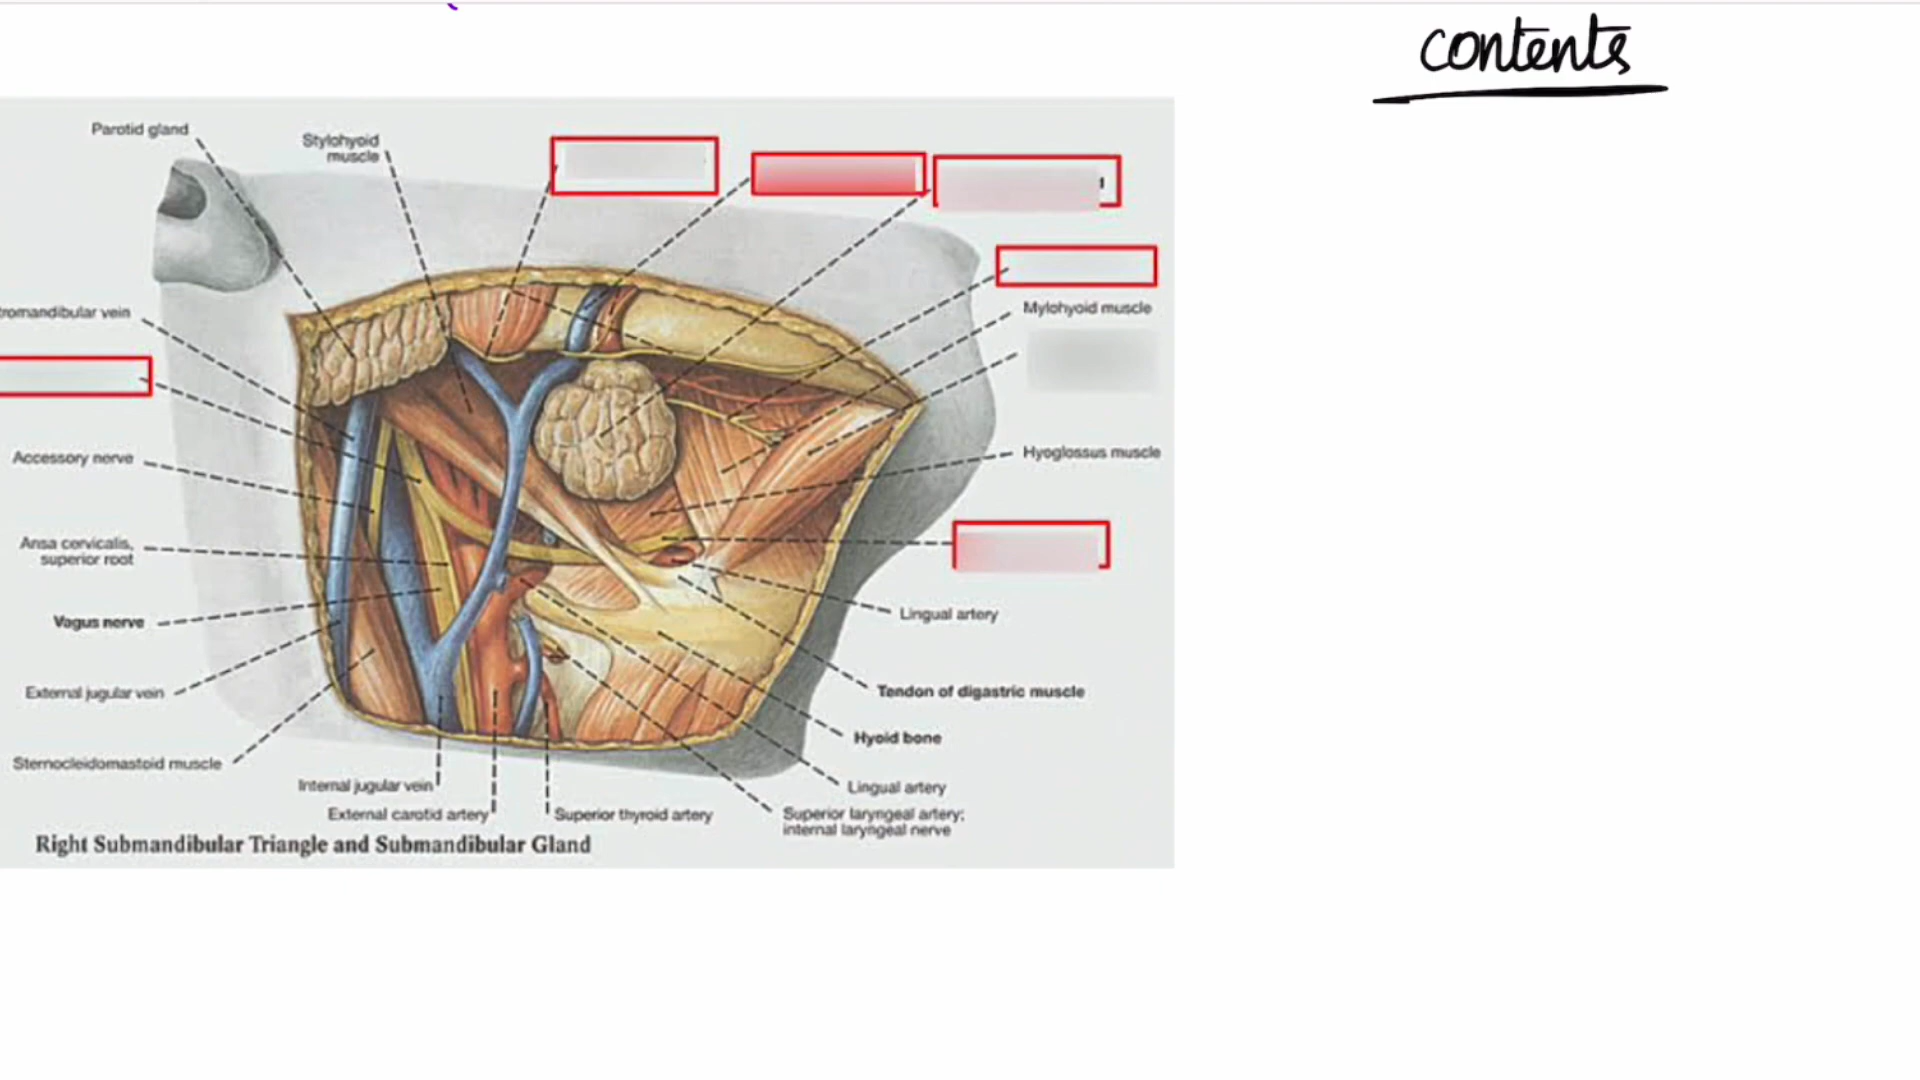 contents
Parotid gland
Stylohyoid
muscle
romandibular vein
Mylohyoid muscle
Accessory nerve
Hyoglossus muscle
Ansa cervicalis,
superior root
Lingual artery
Vagus nerve
External jugular vein
Tendon of digastric muscle
Hyoid bone
Sternocleidomastoid muscle
Internal jugular vein
Lingual artery
External carotid artery
Superior thyroid artery
Superior laryngeal artery;
internal laryngeal nerve
Right Submandibular Triangle and Submandibular Gland